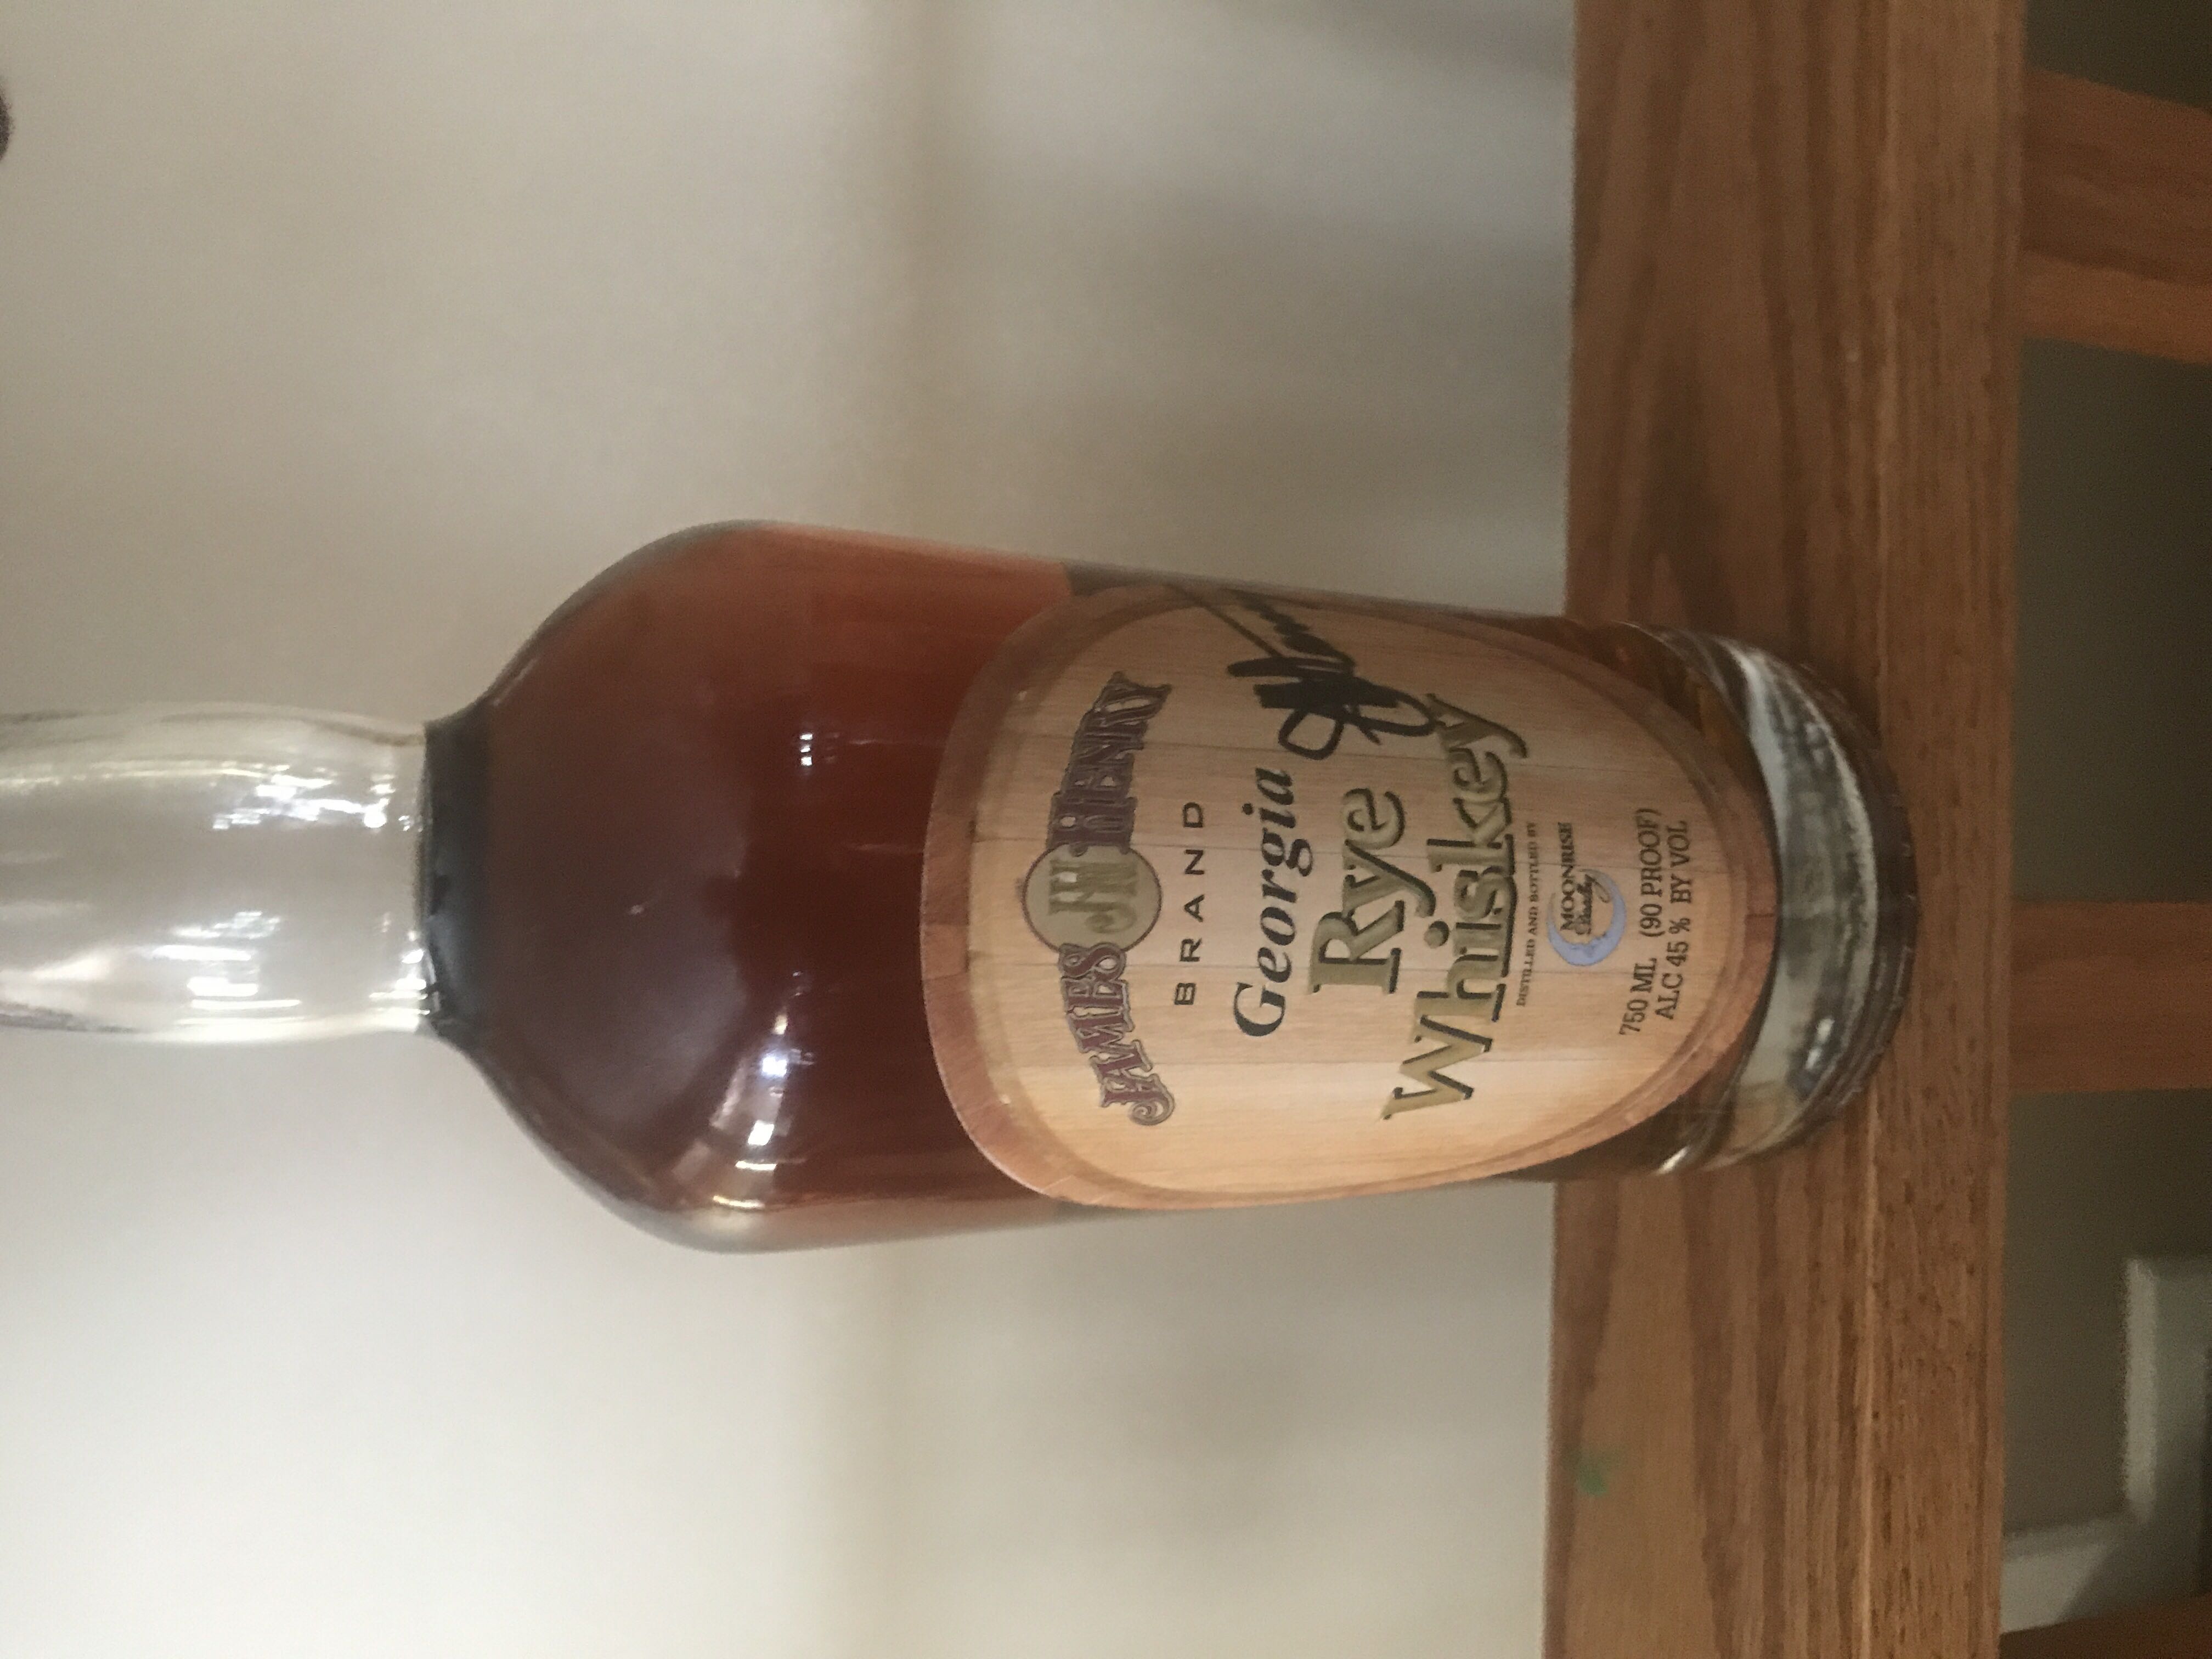 JAMES JH HENRY
BRAND
Georgia
Rye
Whiskey
DISTILLED AND BOTTLED BY
MOONRISE
Distillery
750 ML (90 PROOF)
ALC 45 % BY VOL